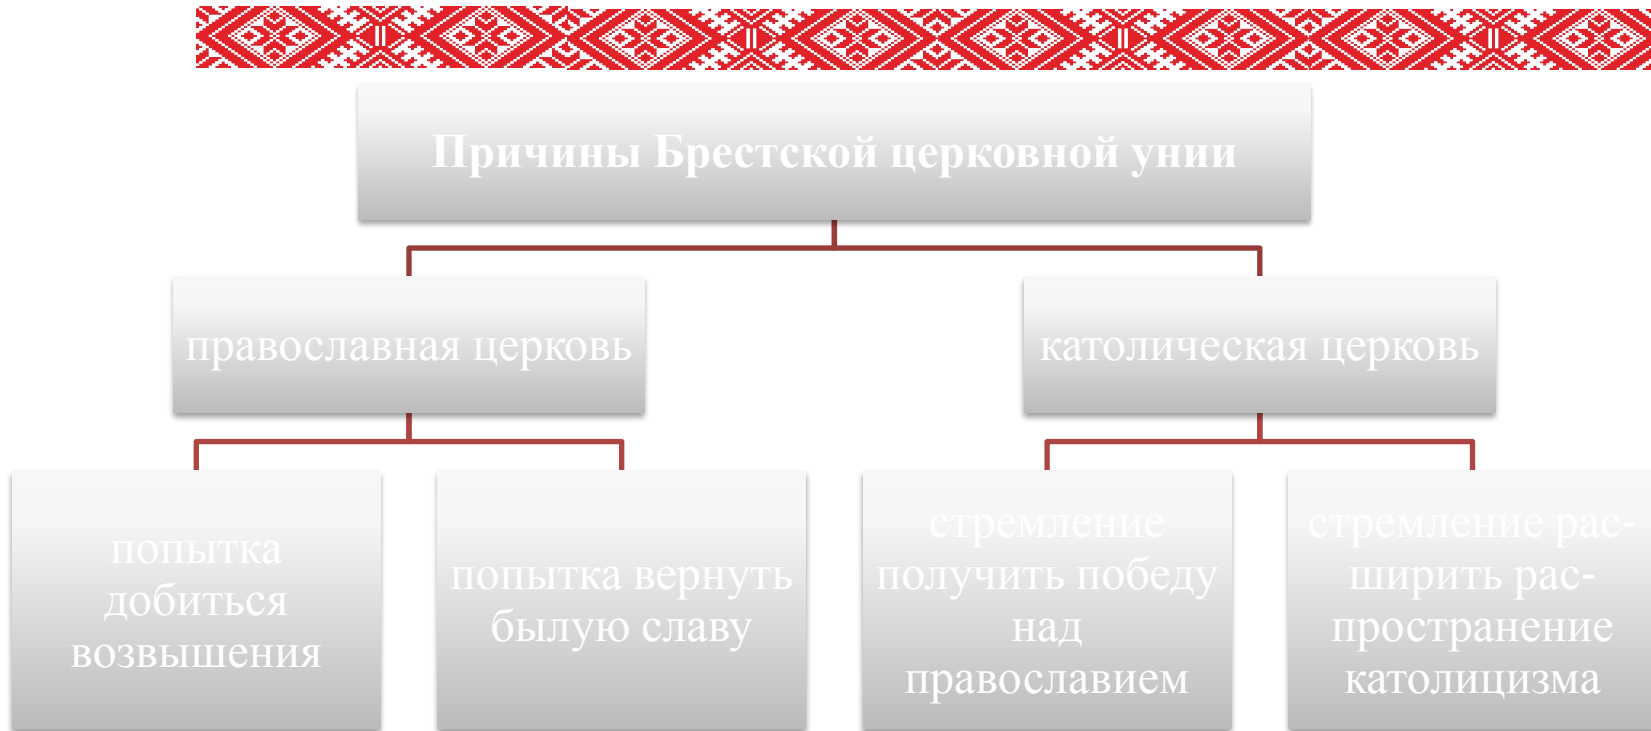 Причины Брестской церковной унии
православная церковь
католическая церковь
попытка
добиться
возвышения
попытка вернуть
былую славу
стремление
получить победу
над
православием
стремление рас-
ширить рас-
пространение
католицизма